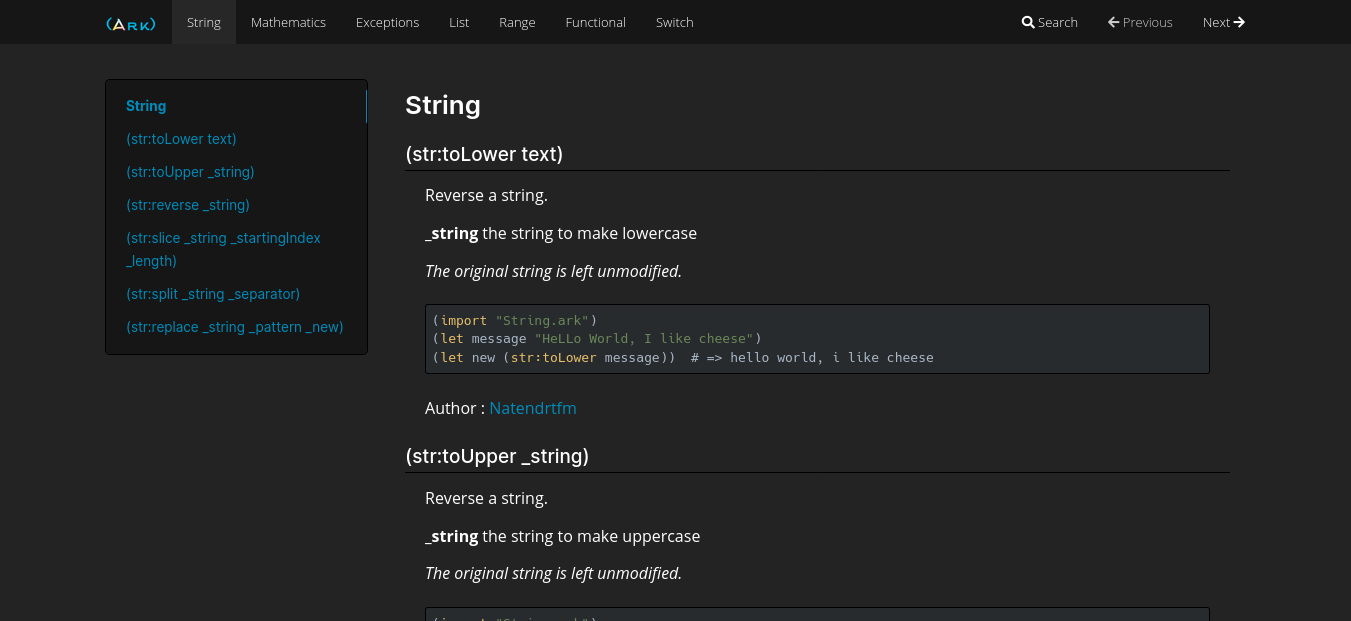 (ARK) String Mathematics Exceptions List Range Functional Switch Search Previous Next
String
(str:toLower text)
(str:toUpper _string)
(str:reverse _string)
(str:slice _string _startingIndex
_length)
(str:split _string _separator)
(str:replace _string _pattern _new)
String
(str:toLower text)
Reverse a string.
_string the string to make lowercase
The original string is left unmodified.
(import "String.ark")
(let message "HeLLo World, I like cheese")
(let new (str:toLower message))  # => hello world, i like cheese
Author : Natendrtfm
(str:toUpper _string)
Reverse a string.
_string the string to make uppercase
The original string is left unmodified.